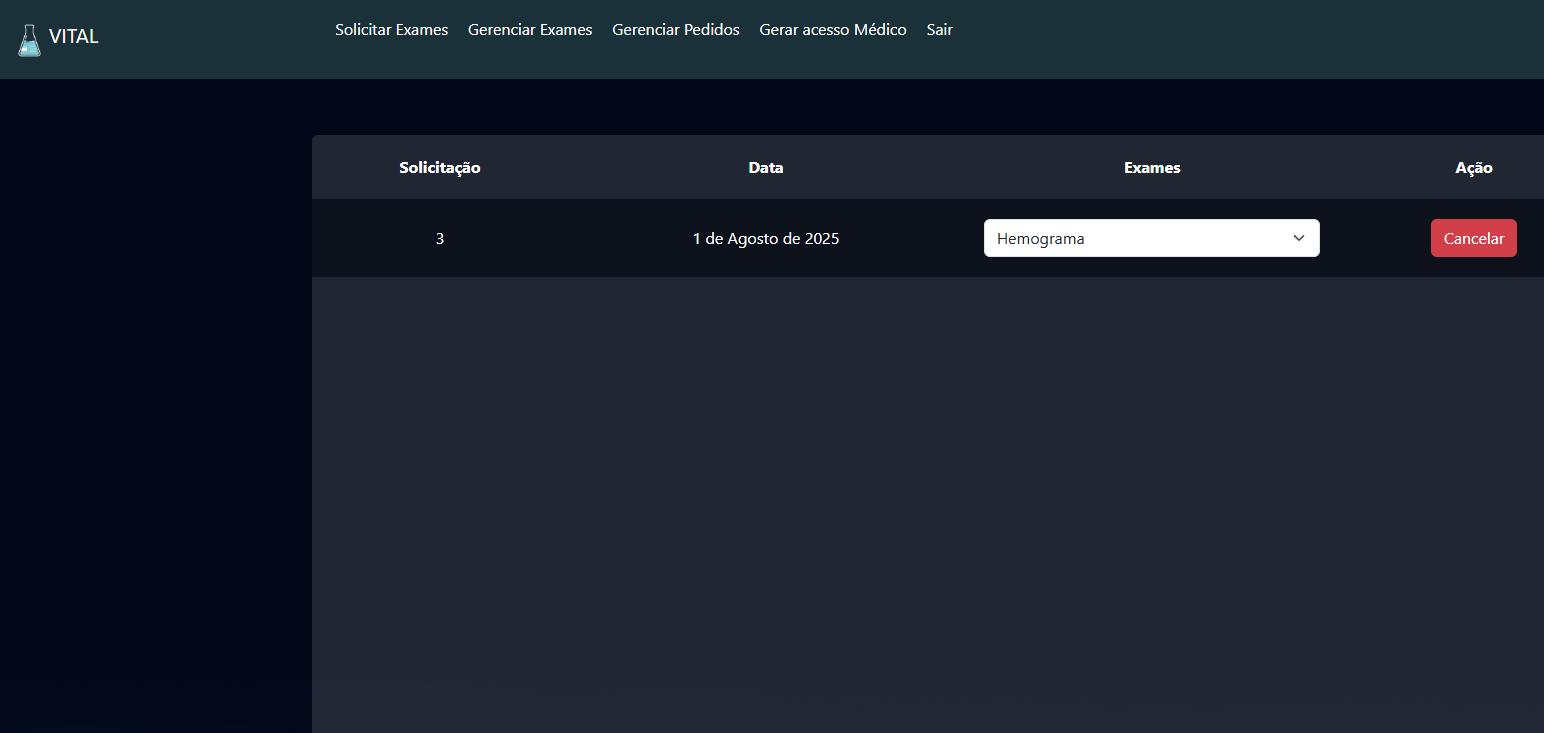 VITAL
Solicitar Exames Gerenciar Exames Gerenciar Pedidos Gerar acesso Médico Sair
Solicitação Data Exames Ação
3 1 de Agosto de 2025 Hemograma Cancelar